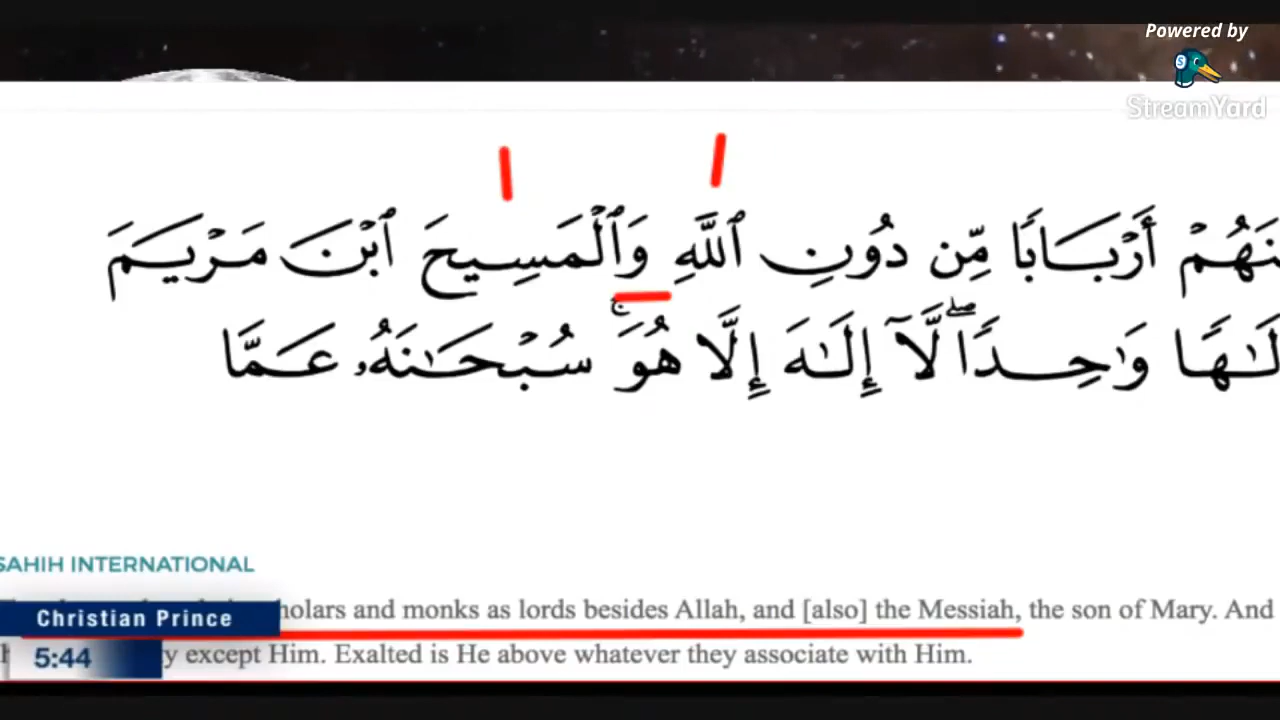 Powered by
StreamYard
أَرْبَابًا مِّن دُونِ ٱللَّهِ وَٱلْمَسِيحَ ٱبْنَ مَرْيَمَ
وَٰحِدًا ۖ لَّآ إِلَـٰهَ إِلَّا هُوَ ۚ سُبْحَـٰنَهُۥ عَمَّا
SAHIH INTERNATIONAL
and monks as lords besides Allah, and [also] the Messiah, the son of Mary. And
Christian Prince
except Him. Exalted is He above whatever they associate with Him.
5:44